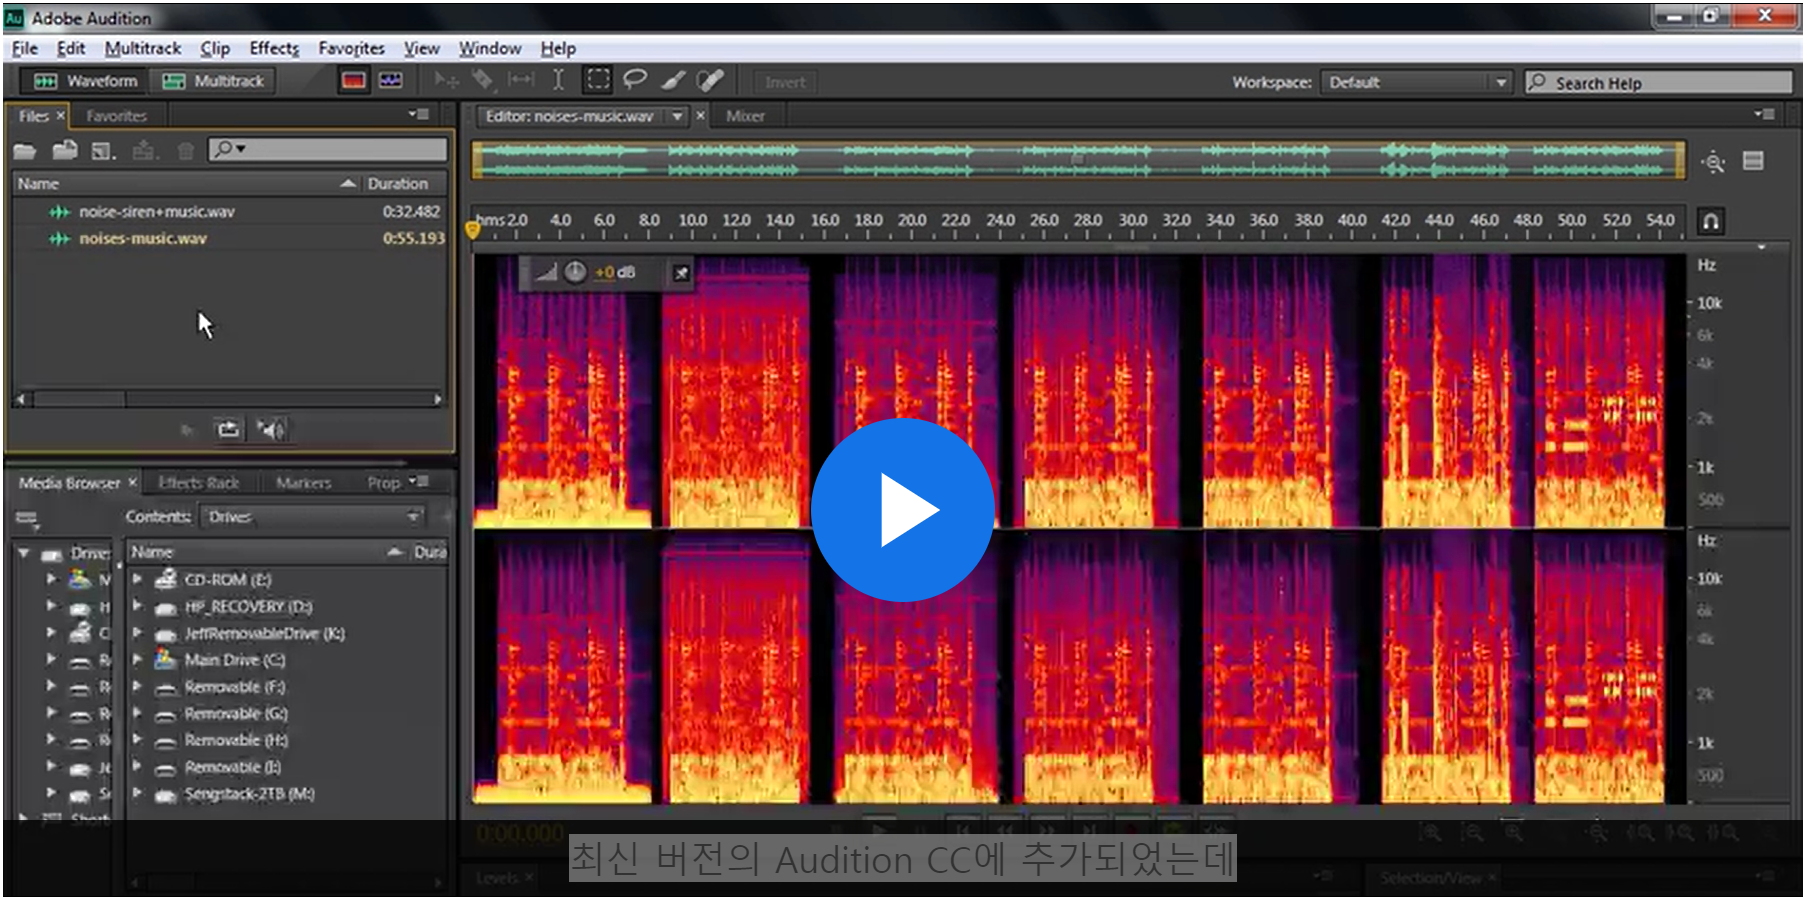 Au Adobe Audition
File Edit Multitrack Clip Effects Favorites View Window Help
Waveform Multitrack Invert Workspace: Default Search Help
Files × Favorites
Name Duration
noise-siren+music.wav 0:32.482
noises-music.wav 0:55.193
Editor: noises-music.wav × Mixer
hms 2.0 4.0 6.0 8.0 10.0 12.0 14.0 16.0 18.0 20.0 22.0 24.0 26.0 28.0 30.0 32.0 34.0 36.0 38.0 40.0 42.0 44.0 46.0 48.0 50.0 52.0 54.0
+0 dB
Hz
10k
6k
4k
2k
1k
500
Hz
10k
6k
4k
2k
1k
500
Media Browser × Effects Rack Markers Prop
Contents: Drives
Drives
M
H
C
R
R
R
R
Je
Se
Short
Name Dura
CD-ROM (E:)
HP_RECOVERY (D:)
JeffRemovableDrive (K:)
Main Drive (C:)
Removable (F:)
Removable (G:)
Removable (H:)
Removable (I:)
Sengstack-2TB (M:)
0:00.000
최신 버전의 Audition CC에 추가되었는데
Levels × Selection/View ×